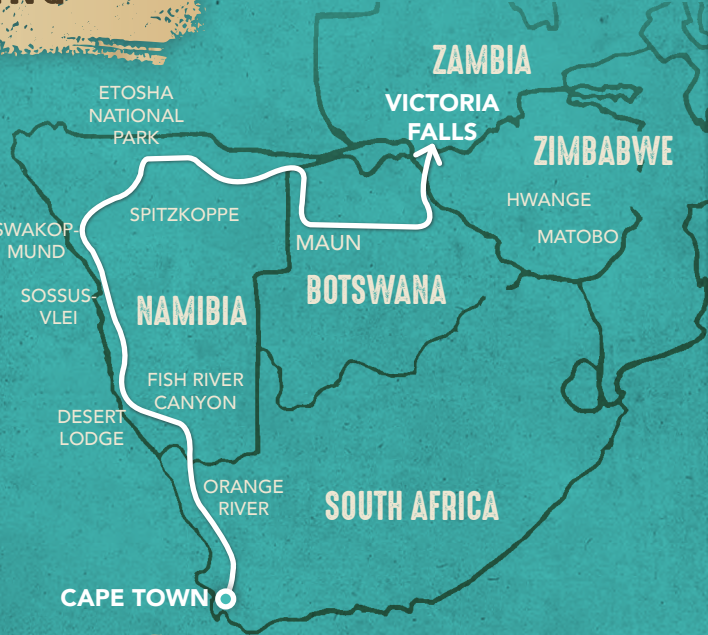 ZAMBIA
ETOSHA
NATIONAL
PARK
VICTORIA
FALLS
ZIMBABWE
HWANGE
SPITZKOPPE
SWAKOP-
MUND
MATOBO
MAUN
BOTSWANA
SOSSUS-
VLEI
NAMIBIA
FISH RIVER
CANYON
DESERT
LODGE
ORANGE
RIVER
SOUTH AFRICA
CAPE TOWN